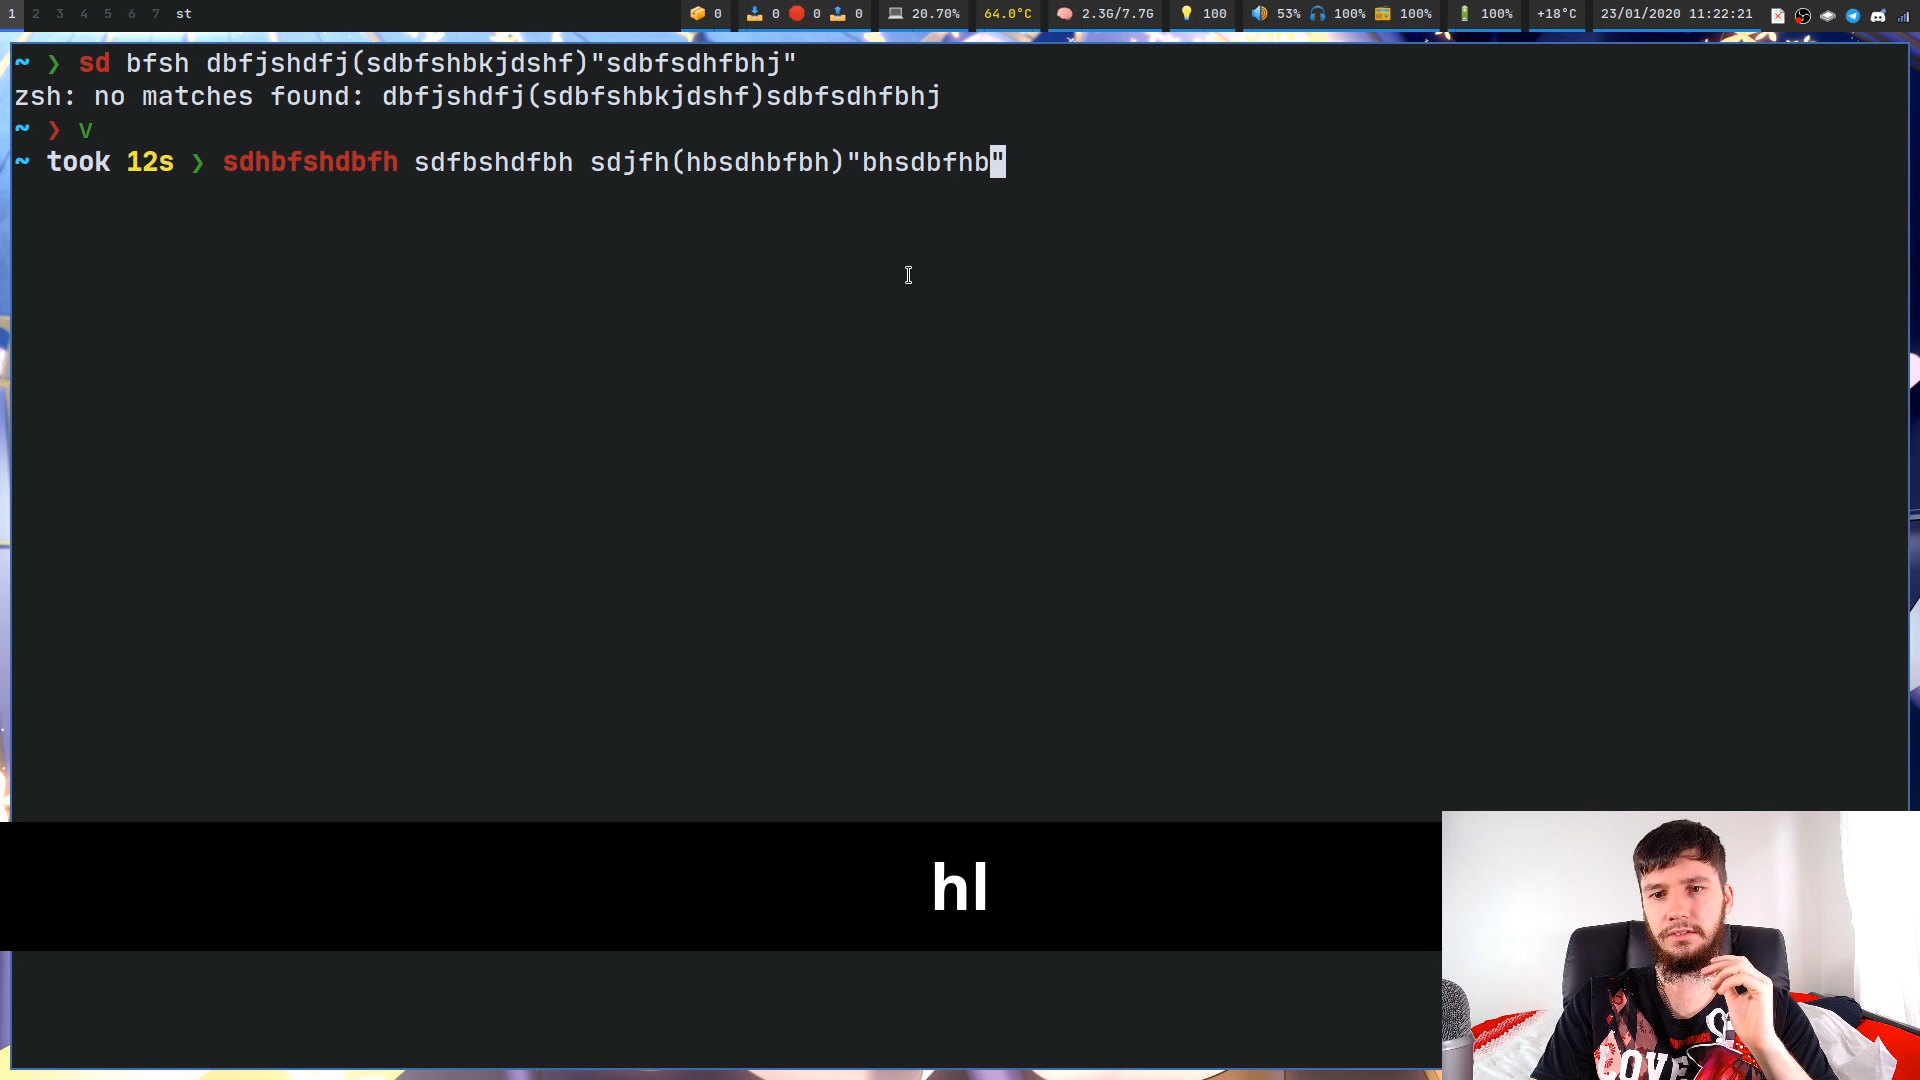 1 2 3 4 5 6 7 st 0 0 0 0 20.70% 64.0°C 2.3G/7.7G 100 53% 100% 100% 100% +18°C 23/01/2020 11:22:21
~ ❯ sd bfsh dbfjshdfj(sdbfshbkjdshf)"sdbfsdhfbhj"
zsh: no matches found: dbfjshdfj(sdbfshbkjdshf)sdbfsdhfbhj
~ ❯ v
~ took 12s ❯ sdhbfshdbfh sdfbshdfbh sdjfh(hbsdhbfbh)"bhsdbfhb"
hl
LOVE